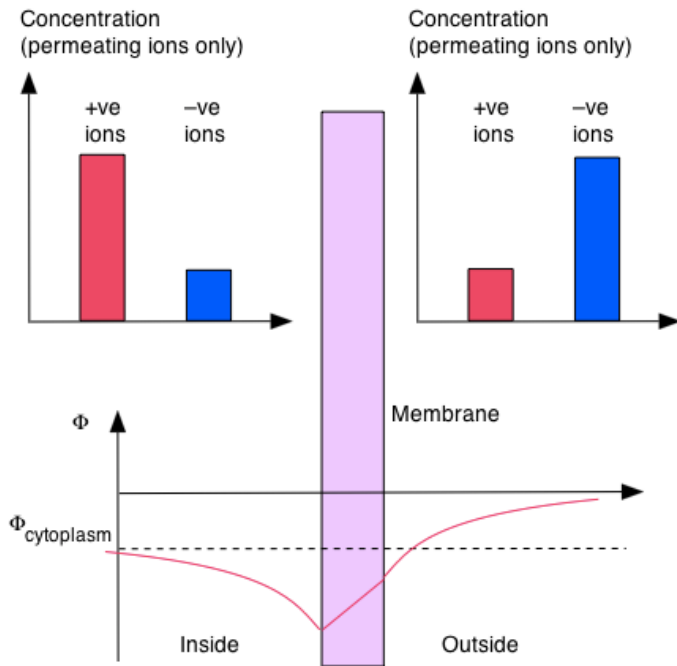 Concentration
(permeating ions only)
+ve
ions
–ve
ions
Concentration
(permeating ions only)
+ve
ions
–ve
ions
Membrane
Φ
Φcytoplasm
Inside
Outside